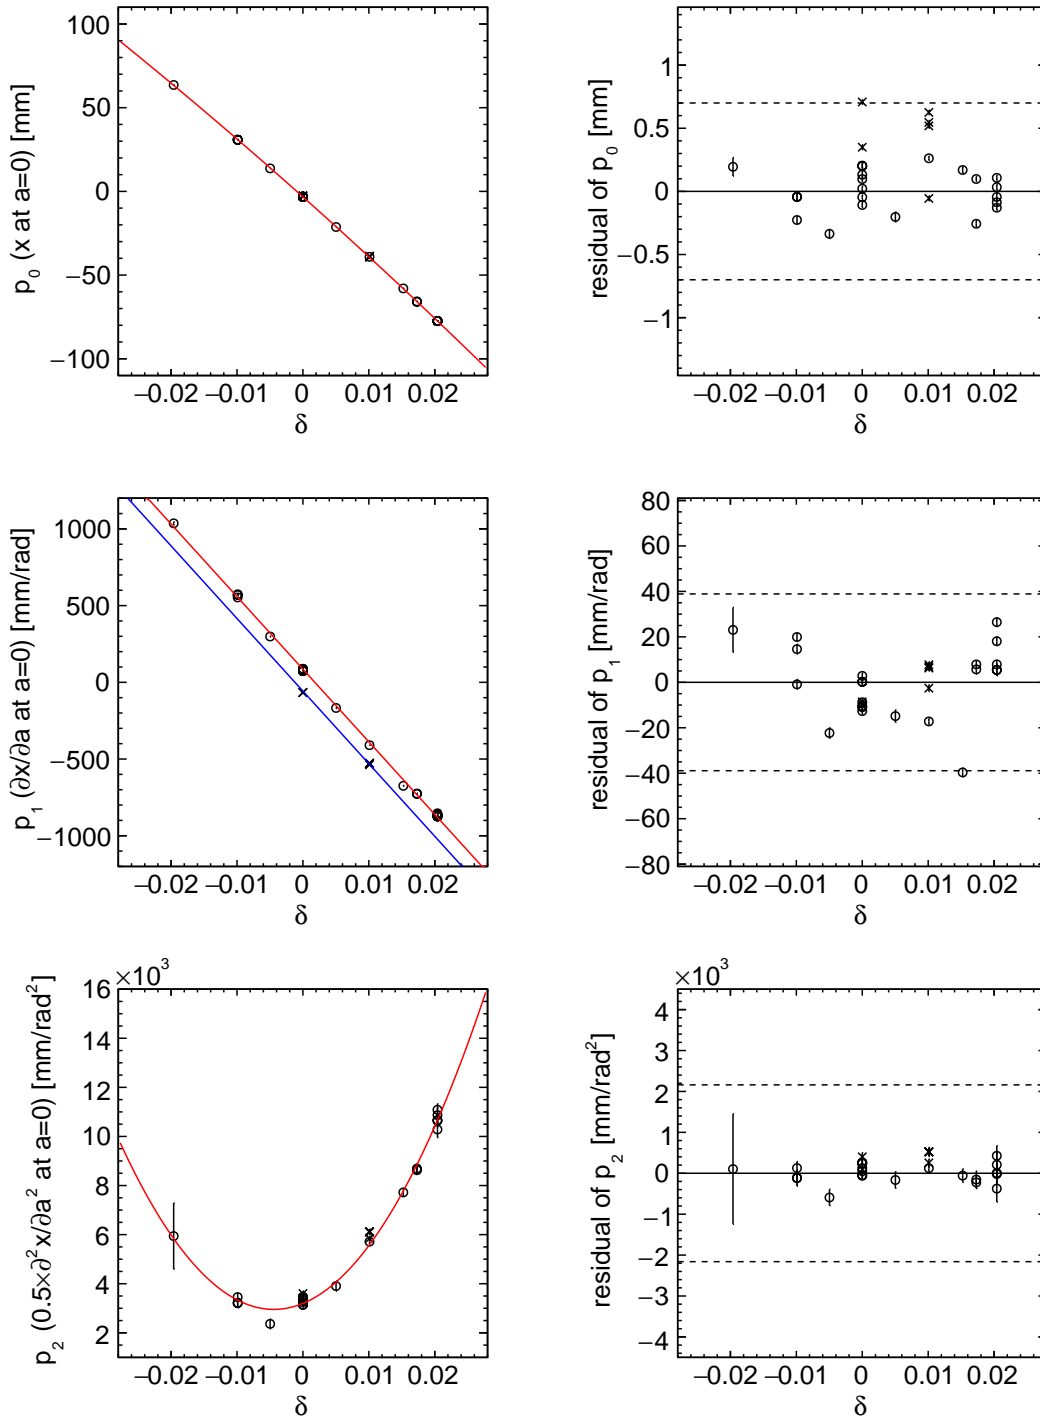 p₀ (x at a=0) [mm]
100
50
0
−50
−100
−0.02 −0.01 0 0.01 0.02
δ
residual of p₀ [mm]
1
0.5
0
−0.5
−1
−0.02 −0.01 0 0.01 0.02
δ
p₁ (∂x/∂a at a=0) [mm/rad]
1000
500
0
−500
−1000
−0.02 −0.01 0 0.01 0.02
δ
residual of p₁ [mm/rad]
80
60
40
20
0
−20
−40
−60
−80
−0.02 −0.01 0 0.01 0.02
δ
p₂ (0.5×∂²x/∂a² at a=0) [mm/rad²]
×10³
16
14
12
10
8
6
4
2
−0.02 −0.01 0 0.01 0.02
δ
residual of p₂ [mm/rad²]
×10³
4
3
2
1
0
−1
−2
−3
−4
−0.02 −0.01 0 0.01 0.02
δ